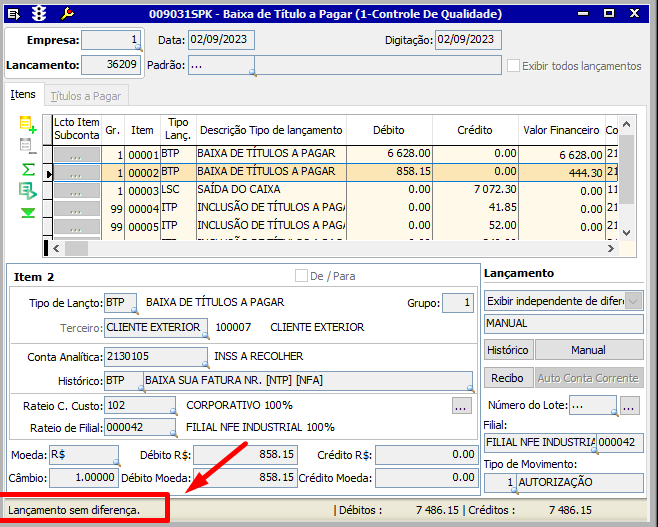 009031SPK - Baixa de Título a Pagar (1-Controle De Qualidade)
Empresa: 1 Data: 02/09/2023 Digitação: 02/09/2023
Lançamento: 36209 Padrão: ... Exibir todos lançamentos
Itens Títulos a Pagar
Lcto Item Subconta Gr. Item Tipo Lanç. Descrição Tipo de lançamento Débito Crédito Valor Financeiro Co
... 1 00001 BTP BAIXA DE TÍTULOS A PAGAR 6 628.00 0.00 6 628.00 21
... 1 00002 BTP BAIXA DE TÍTULOS A PAGAR 858.15 0.00 444.30 21
... 1 00003 LSC SAÍDA DO CAIXA 0.00 7 072.30 0.00 11
... 99 00004 ITP INCLUSÃO DE TÍTULOS A PAGA 0.00 41.85 0.00 21
... 99 00005 ITP INCLUSÃO DE TÍTULOS A PAGA 0.00 52.00 0.00 21
Item 2 De / Para
Tipo de Lançto: BTP BAIXA DE TÍTULOS A PAGAR Grupo: 1
Terceiro: CLIENTE EXTERIOR 100007 CLIENTE EXTERIOR
Conta Analítica: 2130105 INSS A RECOLHER
Histórico: BTP BAIXA SUA FATURA NR. [NTP] [NFA]
Rateio C. Custo: 102 CORPORATIVO 100% ...
Rateio de Filial: 000042 FILIAL NFE INDUSTRIAL 100%
Moeda: R$ Débito R$: 858.15 Crédito R$: 0.00
Câmbio: 1.00000 Débito Moeda: 858.15 Crédito Moeda: 0.00
Lançamento
Exibir independente de difere
MANUAL
Histórico Manual
Recibo Auto Conta Corrente
Número do Lote: ... ...
Filial:
FILIAL NFE INDUSTRIA 000042
Tipo de Movimento:
1 AUTORIZAÇÃO
Lançamento sem diferença. | Débitos : 7 486.15 | Créditos : 7 486.15